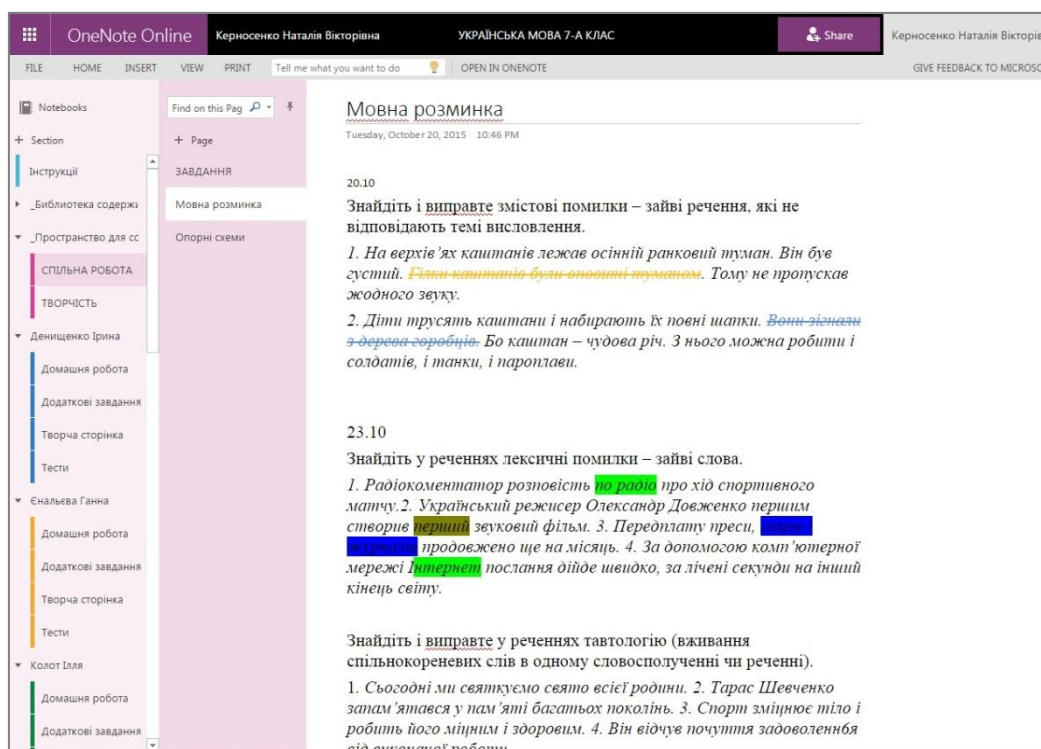 OneNote Online
Керносенко Наталія Вікторівна
УКРАЇНСЬКА МОВА 7-А КЛАС
Share
Керносенко Наталія Вікторів
FILE HOME INSERT VIEW PRINT Tell me what you want to do OPEN IN ONENOTE
GIVE FEEDBACK TO MICROSO
Notebooks
+ Section
Інструкції
_Библиотека содержи
_Пространство для сс
СПІЛЬНА РОБОТА
ТВОРЧІСТЬ
Денищенко Ірина
Домашня робота
Додаткові завдання
Творча сторінка
Тести
Єнальєва Ганна
Домашня робота
Додаткові завдання
Творча сторінка
Тести
Колот Ілля
Домашня робота
Додаткові завдання
Find on this Pag
+ Page
ЗАВДАННЯ
Мовна розминка
Опорні схеми
Мовна розминка
Tuesday, October 20, 2015 10:46 PM
20.10
Знайдіть і виправте змістові помилки – зайві речення, які не
відповідають темі висловлення.
1. На верхів'ях каштанів лежав осінній ранковий туман. Він був
густий. Гілки каштанів були оповиті туманом. Тому не пропускав
жодного звуку.
2. Діти трусять каштани і набирають їх повні шапки. Вони зігнали
з дерева горобців. Бо каштан – чудова річ. З нього можна робити і
солдатів, і танки, і пароплави.
23.10
Знайдіть у реченнях лексичні помилки – зайві слова.
1. Радіокоментатор розповість по радіо про хід спортивного
матчу.2. Український режисер Олександр Довженко першим
створив перший звуковий фільм. 3. Передплату преси, газет і
журналів продовжено ще на місяць. 4. За допомогою комп'ютерної
мережі Інтернет послання дійде швидко, за лічені секунди на інший
кінець світу.
Знайдіть і виправте у реченнях тавтологію (вживання
спільнокореневих слів в одному словосполученні чи реченні).
1. Сьогодні ми святкуємо свято всієї родини. 2. Тарас Шевченко
запам'ятався у пам'яті багатьох поколінь. 3. Спорт зміцнює тіло і
робить його міцним і здоровим. 4. Він відчув почуття задоволенн6я
від виконаної роботи